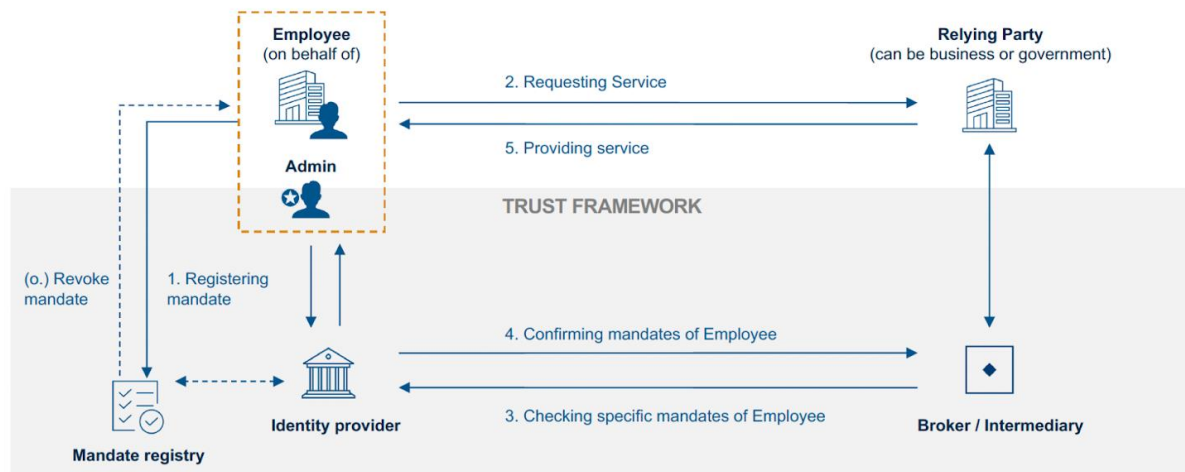 Employee
(on behalf of)
Relying Party
(can be business or government)
2. Requesting Service
5. Providing service
Admin
TRUST FRAMEWORK
(o.) Revoke
mandate
1. Registering
mandate
4. Confirming mandates of Employee
3. Checking specific mandates of Employee
Identity provider
Broker / Intermediary
Mandate registry